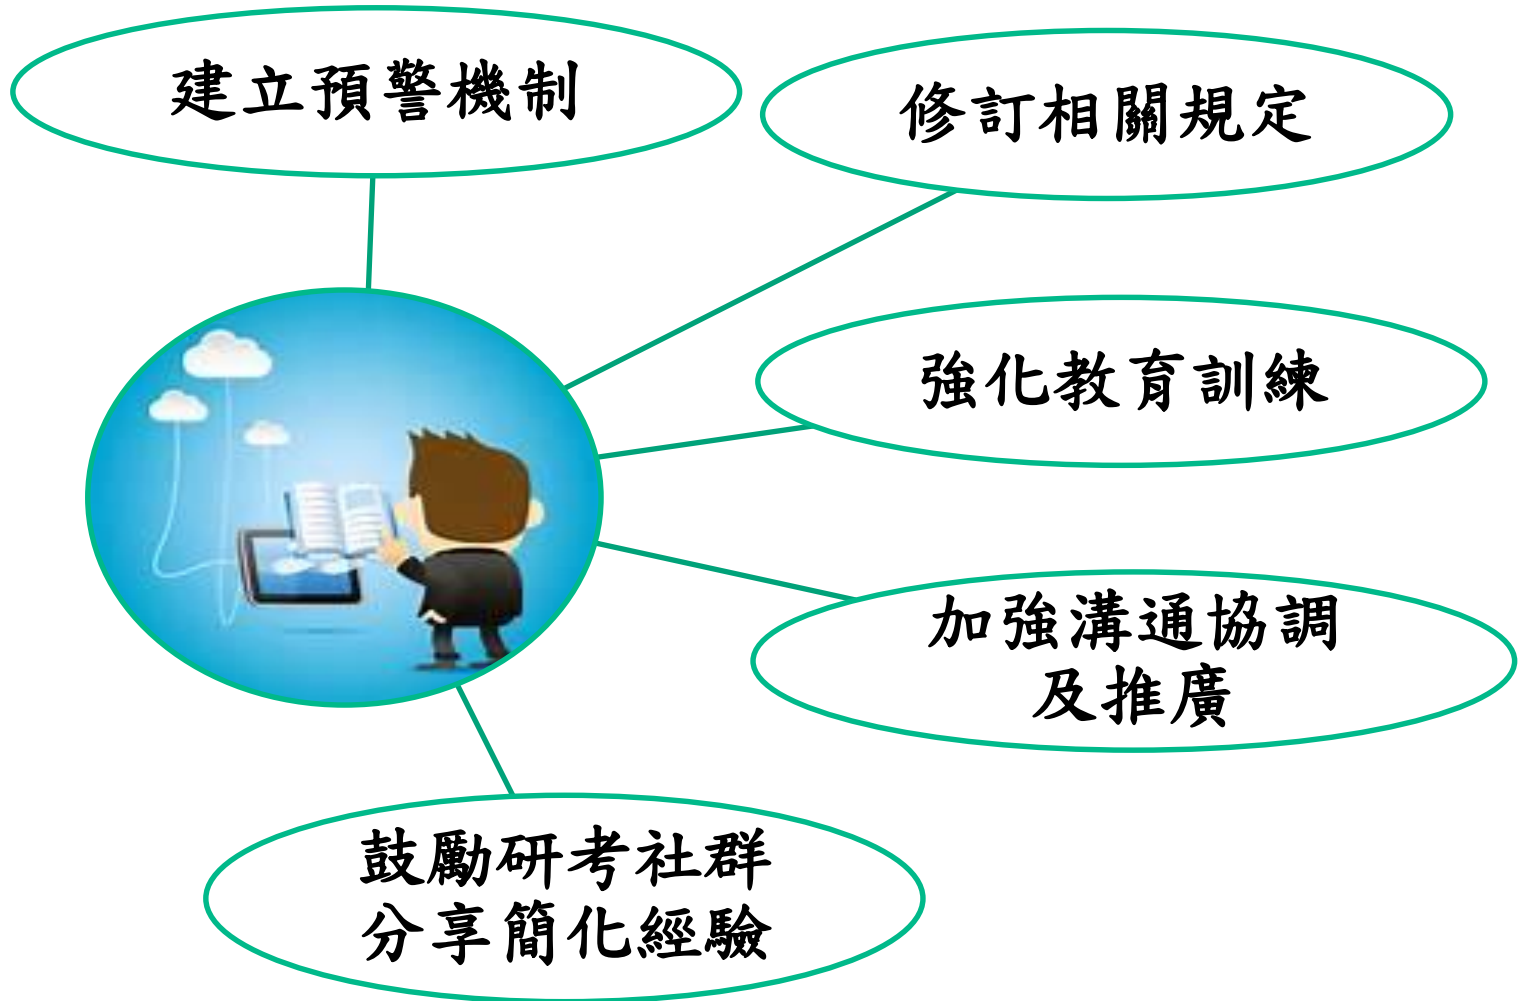 建立預警機制
修訂相關規定
強化教育訓練
加強溝通協調
及推廣
鼓勵研考社群
分享簡化經驗